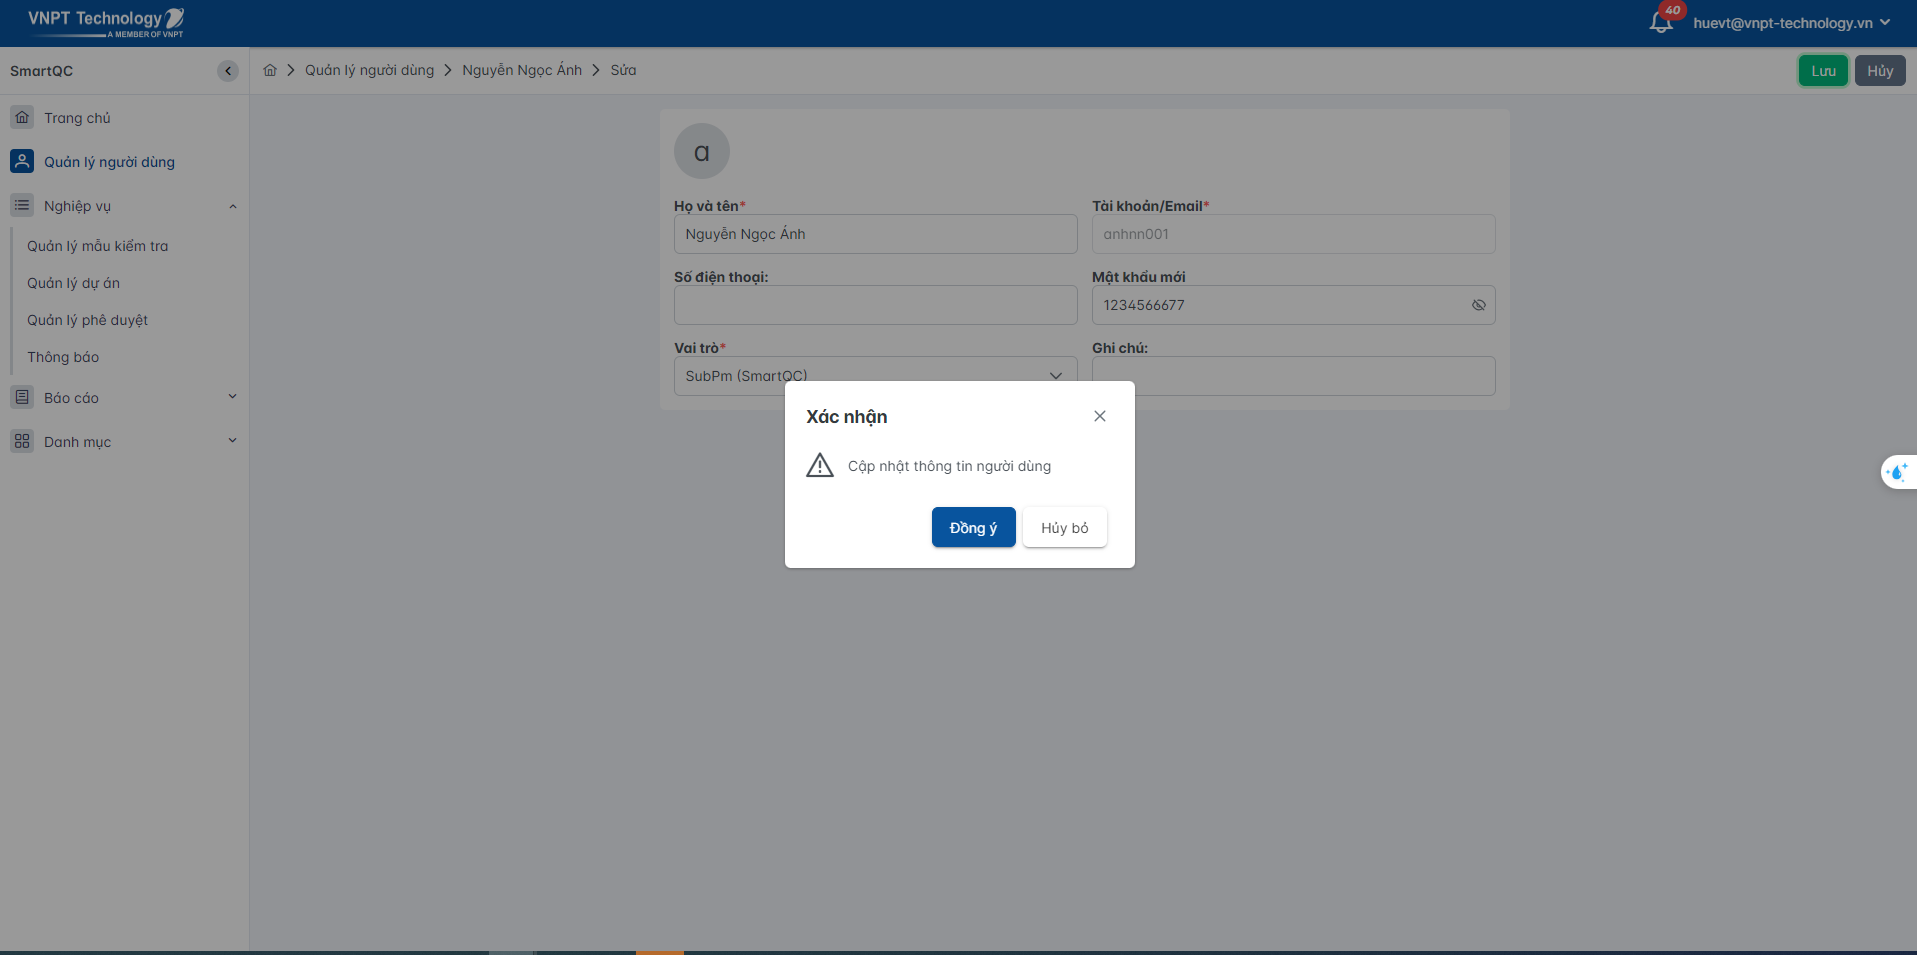 VNPT Technology
A MEMBER OF VNPT
40
huevt@vnpt-technology.vn
SmartQC
Quản lý người dùng
Nguyễn Ngọc Ánh
Sửa
Lưu
Hủy
Trang chủ
Quản lý người dùng
Nghiệp vụ
Quản lý mẫu kiểm tra
Quản lý dự án
Quản lý phê duyệt
Thông báo
Báo cáo
Danh mục
a
Họ và tên*
Nguyễn Ngọc Ánh
Tài khoản/Email*
anhnn001
Số điện thoại:
Mật khẩu mới
1234566677
Vai trò*
SubPm (SmartQC)
Ghi chú:
Xác nhận
Cập nhật thông tin người dùng
Đồng ý
Hủy bỏ